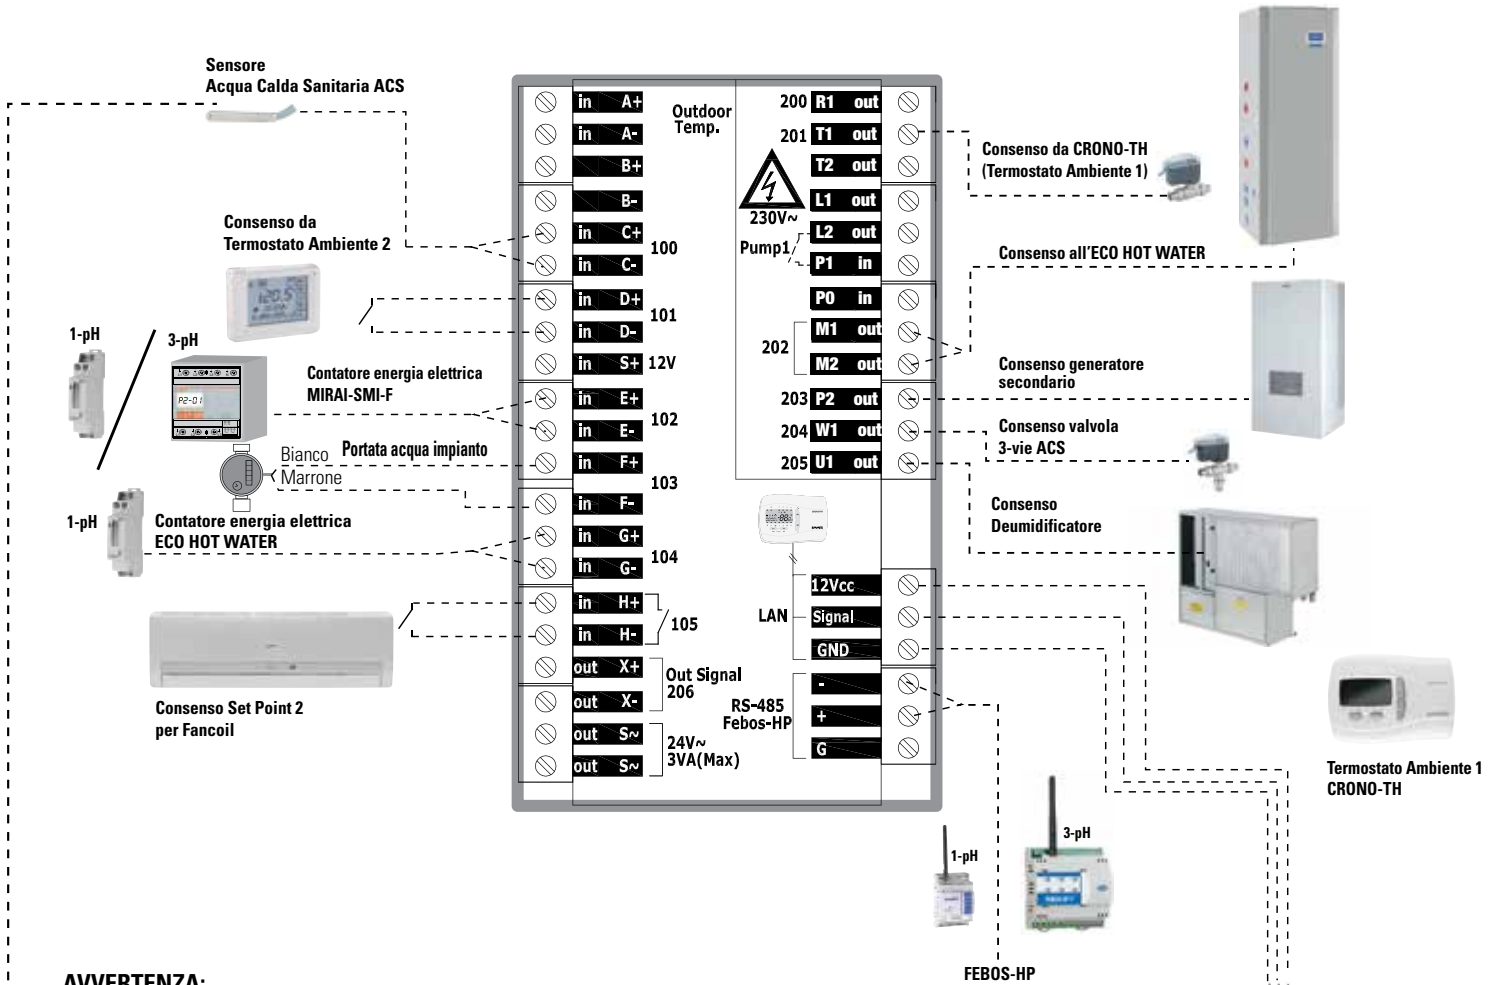 Sensore
Acqua Calda Sanitaria ACS
Consenso da
Termostato Ambiente 2
1-pH
3-pH
P2-01
Contatore energia elettrica
MIRAI-SMI-F
Bianco
Marrone
Portata acqua impianto
1-pH
Contatore energia elettrica
ECO HOT WATER
Consenso Set Point 2
per Fancoil
in A+
in A-
B+
B-
in C+
in C-
in D+
in D-
in S+ 12V
in E+
in E-
in F+
in F-
in G+
in G-
in H+
in H-
out X+
out X-
out S~
out S~
Outdoor
Temp.
100
101
102
103
104
105
Out Signal
206
24V~
3VA(Max)
200 R1 out
201 T1 out
T2 out
L1 out
L2 out
P1 in
P0 in
M1 out
M2 out
203 P2 out
204 W1 out
205 U1 out
230V~
Pump1
202
12Vcc
Signal
GND
LAN
-
+
G
RS-485
Febos-HP
Consenso da CRONO-TH
(Termostato Ambiente 1)
Consenso all'ECO HOT WATER
Consenso generatore
secondario
Consenso valvola
3-vie ACS
Consenso
Deumidificatore
Termostato Ambiente 1
CRONO-TH
1-pH
3-pH
FEBOS-HP
AVVERTENZA: